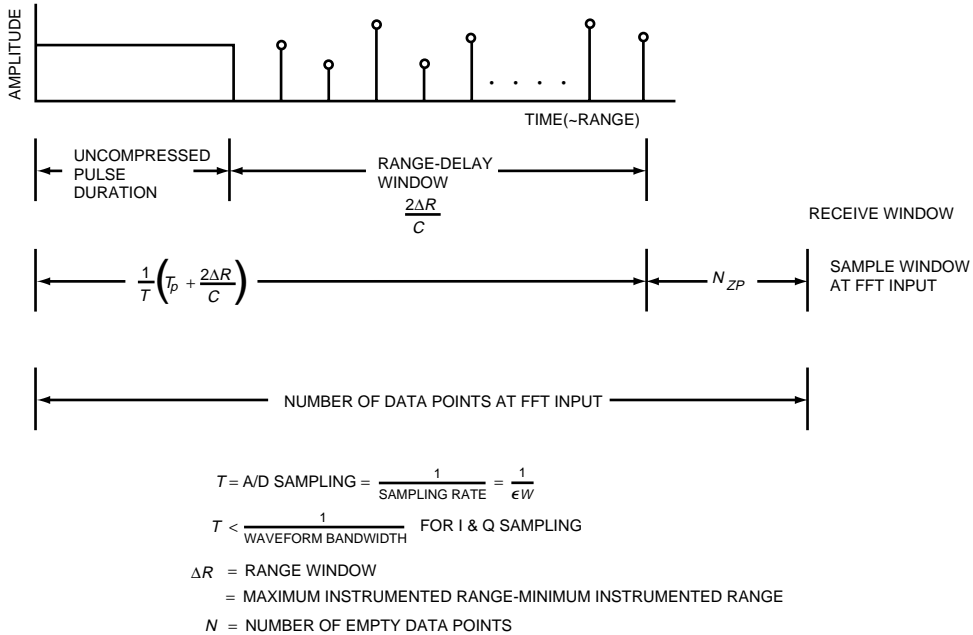 AMPLITUDE
TIME(~RANGE)
UNCOMPRESSED
PULSE
DURATION
RANGE-DELAY
WINDOW
2ΔR
C
RECEIVE WINDOW
1/T (Tp + 2ΔR/C)
N ZP
SAMPLE WINDOW
AT FFT INPUT
NUMBER OF DATA POINTS AT FFT INPUT
T = A/D SAMPLING = 1/SAMPLING RATE = 1/ϵW
T < 1/WAVEFORM BANDWIDTH FOR I & Q SAMPLING
ΔR = RANGE WINDOW
= MAXIMUM INSTRUMENTED RANGE-MINIMUM INSTRUMENTED RANGE
N = NUMBER OF EMPTY DATA POINTS